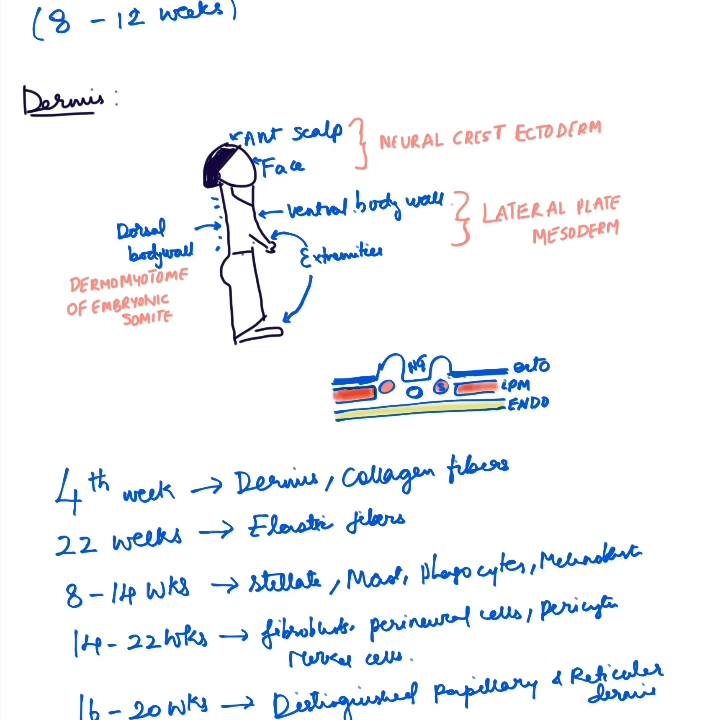 (8 - 12 weeks)
Dermis :
Ant scalp
NEURAL CREST ECTODERM
Face
Ventral body wall
LATERAL PLATE
MESODERM
Dorsal
bodywall
Extremities
DERMOMYOTOME
OF EMBRYONIC
SOMITE
NG
ecto
S
LPM
ENDO
4th week → Dermis, Collagen fibers
22 weeks → Elastic fibers
8 - 14 WKS → stellate, Mast, Phagocytes, Melanoblast
14 - 22 wks → fibroblasts, perineural cells, pericytes
Merkel cells.
16 - 20 WKS → Distinguished papillary & Reticular
dermis